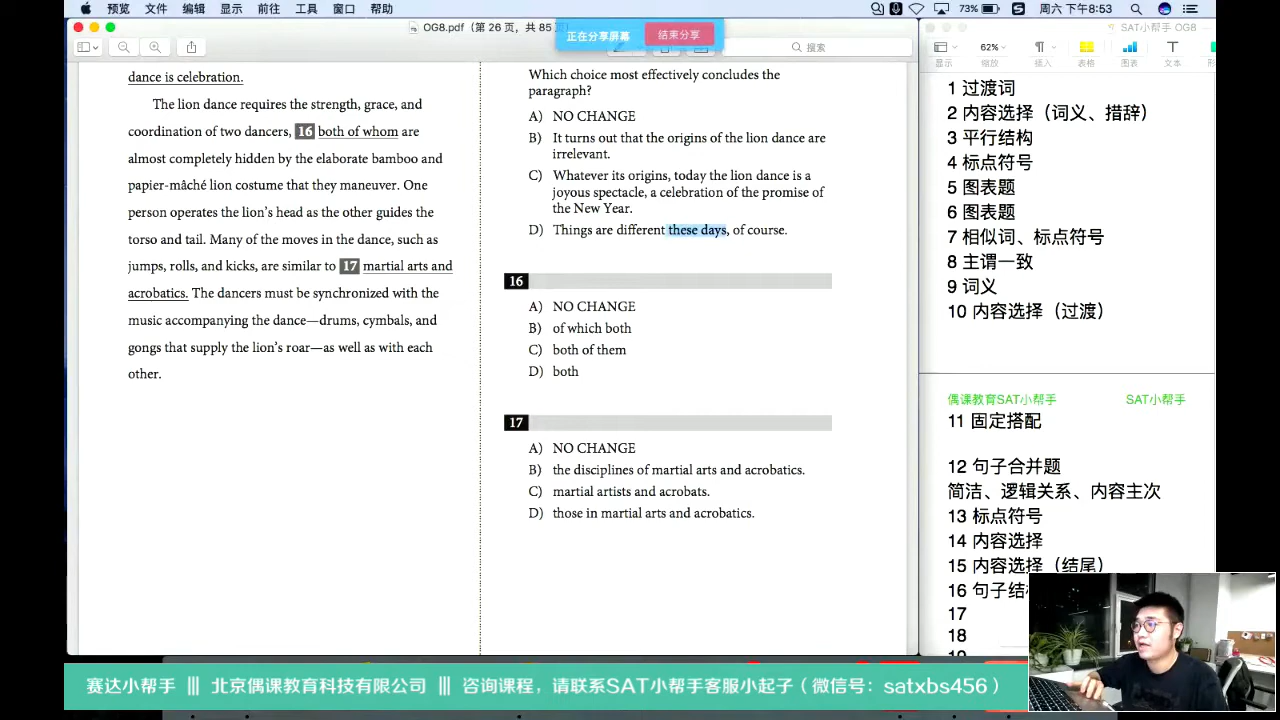 预览 文件 编辑 显示 前往 工具 窗口 帮助
73%
周六下午8:53
OG8.pdf（第 26 页，共 85 页
正在分享屏幕
结束分享
搜索
SAT小帮手 OG8
62%
显示 缩放 插入 表格 图表 文本
dance is celebration.
The lion dance requires the strength, grace, and
coordination of two dancers, 16 both of whom are
almost completely hidden by the elaborate bamboo and
papier-mâché lion costume that they maneuver. One
person operates the lion's head as the other guides the
torso and tail. Many of the moves in the dance, such as
jumps, rolls, and kicks, are similar to 17 martial arts and
acrobatics. The dancers must be synchronized with the
music accompanying the dance—drums, cymbals, and
gongs that supply the lion's roar—as well as with each
other.
Which choice most effectively concludes the
paragraph?
A) NO CHANGE
B) It turns out that the origins of the lion dance are
irrelevant.
C) Whatever its origins, today the lion dance is a
joyous spectacle, a celebration of the promise of
the New Year.
D) Things are different these days, of course.
16
A) NO CHANGE
B) of which both
C) both of them
D) both
17
A) NO CHANGE
B) the disciplines of martial arts and acrobatics.
C) martial artists and acrobats.
D) those in martial arts and acrobatics.
1 过渡词
2 内容选择（词义、措辞）
3 平行结构
4 标点符号
5 图表题
6 图表题
7 相似词、标点符号
8 主谓一致
9 词义
10 内容选择（过渡）
偶课教育SAT小帮手 SAT小帮手
11 固定搭配
12 句子合并题
简洁、逻辑关系、内容主次
13 标点符号
14 内容选择
15 内容选择（结尾）
16 句子结
17
18
赛达小帮手 ||| 北京偶课教育科技有限公司 ||| 咨询课程，请联系SAT小帮手客服小起子（微信号：satxbs456）